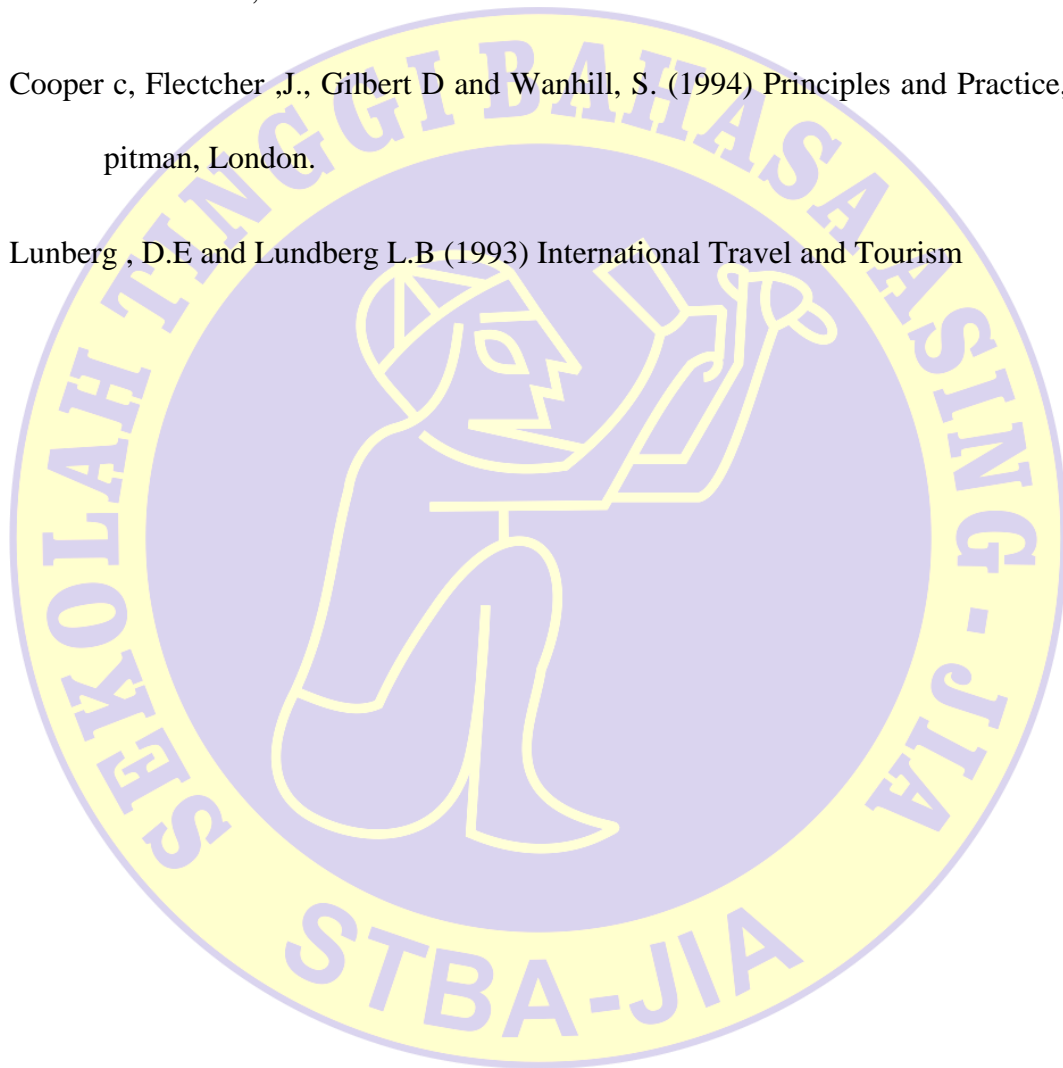 Cooper c, Flectcher ,J., Gilbert D and Wanhill, S. (1994) Principles and Practice,
pitman, London.
Lunberg , D.E and Lundberg L.B (1993) International Travel and Tourism
SEKOLAH TINGGI BAHASA ASING - JIA
STBA-JIA